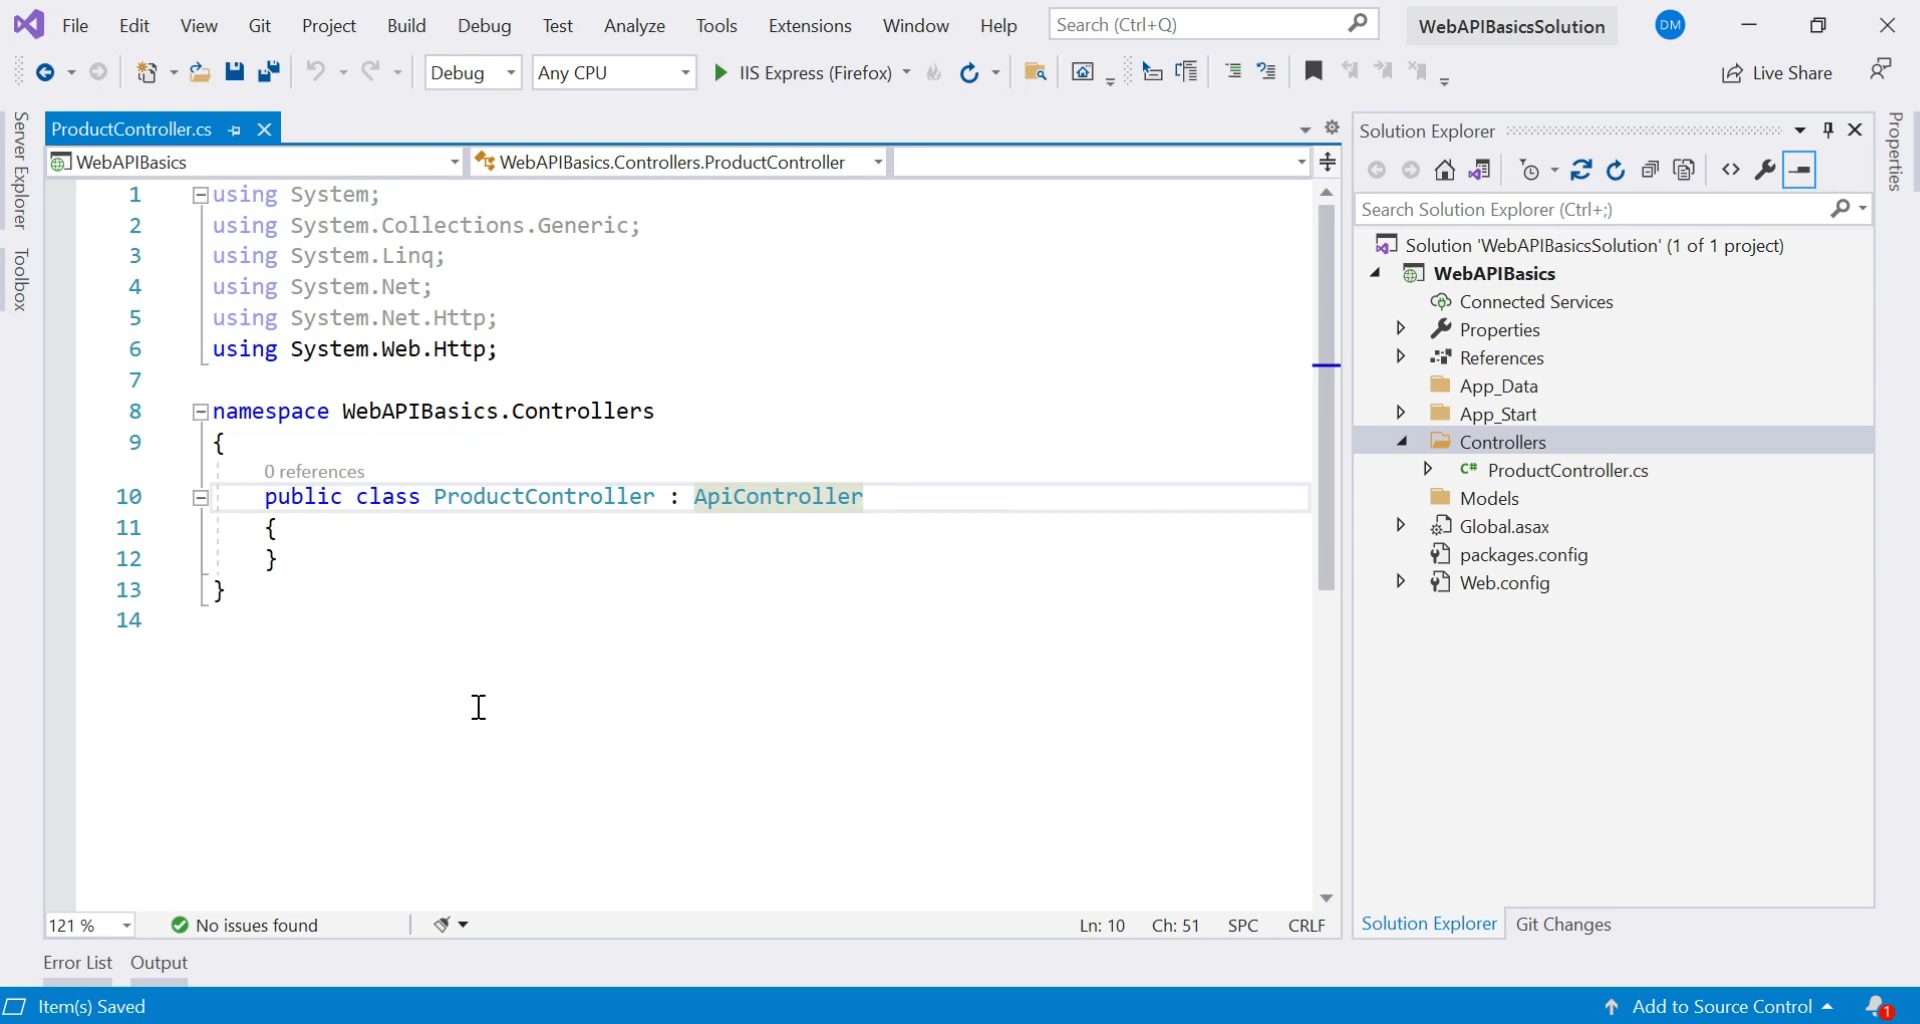 File Edit View Git Project Build Debug Test Analyze Tools Extensions Window Help Search (Ctrl+Q) WebAPIBasicsSolution DM
Debug Any CPU IIS Express (Firefox) Live Share
Server Explorer
Toolbox
ProductController.cs
WebAPIBasics WebAPIBasics.Controllers.ProductController
1 using System;
2 using System.Collections.Generic;
3 using System.Linq;
4 using System.Net;
5 using System.Net.Http;
6 using System.Web.Http;
7
8 namespace WebAPIBasics.Controllers
9 {
0 references
10 public class ProductController : ApiController
11 {
12 }
13 }
14
121 % No issues found Ln: 10 Ch: 51 SPC CRLF
Solution Explorer
Search Solution Explorer (Ctrl+;)
Solution 'WebAPIBasicsSolution' (1 of 1 project)
WebAPIBasics
Connected Services
Properties
References
App_Data
App_Start
Controllers
C# ProductController.cs
Models
Global.asax
packages.config
Web.config
Solution Explorer Git Changes
Properties
Error List Output
Item(s) Saved Add to Source Control 1